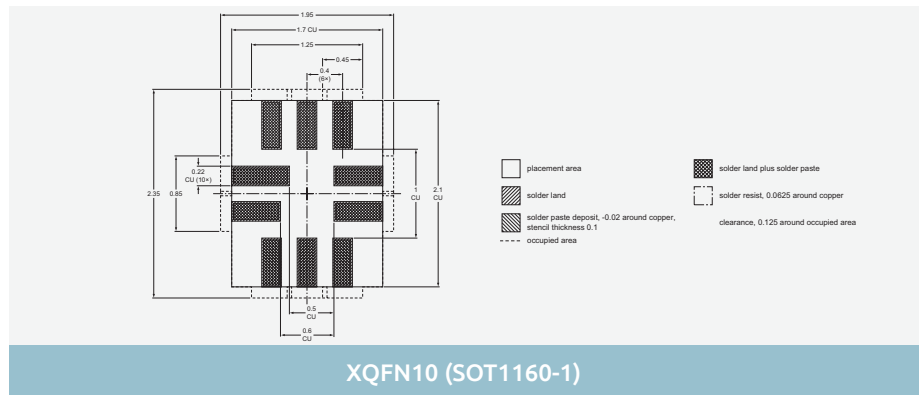 1.95
1.7 CU
1.25
0.45
0.4
(6×)
0.22
CU (10×)
2.35
0.85
1
CU
2.1
CU
0.5
CU
0.6
CU
placement area
solder land
solder paste deposit, -0.02 around copper,
stencil thickness 0.1
occupied area
solder land plus solder paste
solder resist, 0.0625 around copper
clearance, 0.125 around occupied area
XQFN10 (SOT1160-1)